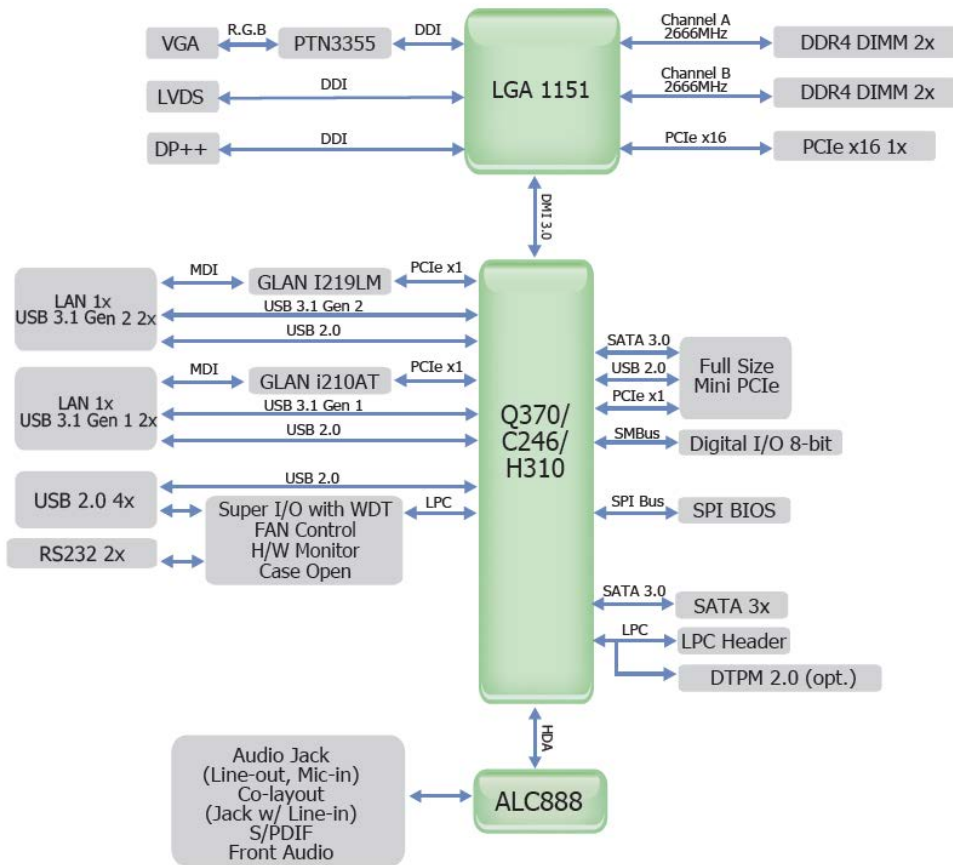 VGA
R.G.B
PTN3355
DDI
LGA 1151
Channel A
2666MHz
DDR4 DIMM 2x
LVDS
DDI
Channel B
2666MHz
DDR4 DIMM 2x
DP++
DDI
PCIe x16
PCIe x16 1x
DMI 3.0
LAN 1x
USB 3.1 Gen 2 2x
MDI
GLAN I219LM
PCIe x1
USB 3.1 Gen 2
USB 2.0
LAN 1x
USB 3.1 Gen 1 2x
MDI
GLAN i210AT
PCIe x1
USB 3.1 Gen 1
USB 2.0
Q370/
C246/
H310
SATA 3.0
USB 2.0
PCIe x1
Full Size
Mini PCIe
SMBus
Digital I/O 8-bit
USB 2.0 4x
USB 2.0
RS232 2x
Super I/O with WDT
FAN Control
H/W Monitor
Case Open
LPC
SPI Bus
SPI BIOS
SATA 3.0
SATA 3x
LPC
LPC Header
DTPM 2.0 (opt.)
HDA
Audio Jack
(Line-out, Mic-in)
Co-layout
(Jack w/ Line-in)
S/PDIF
Front Audio
ALC888